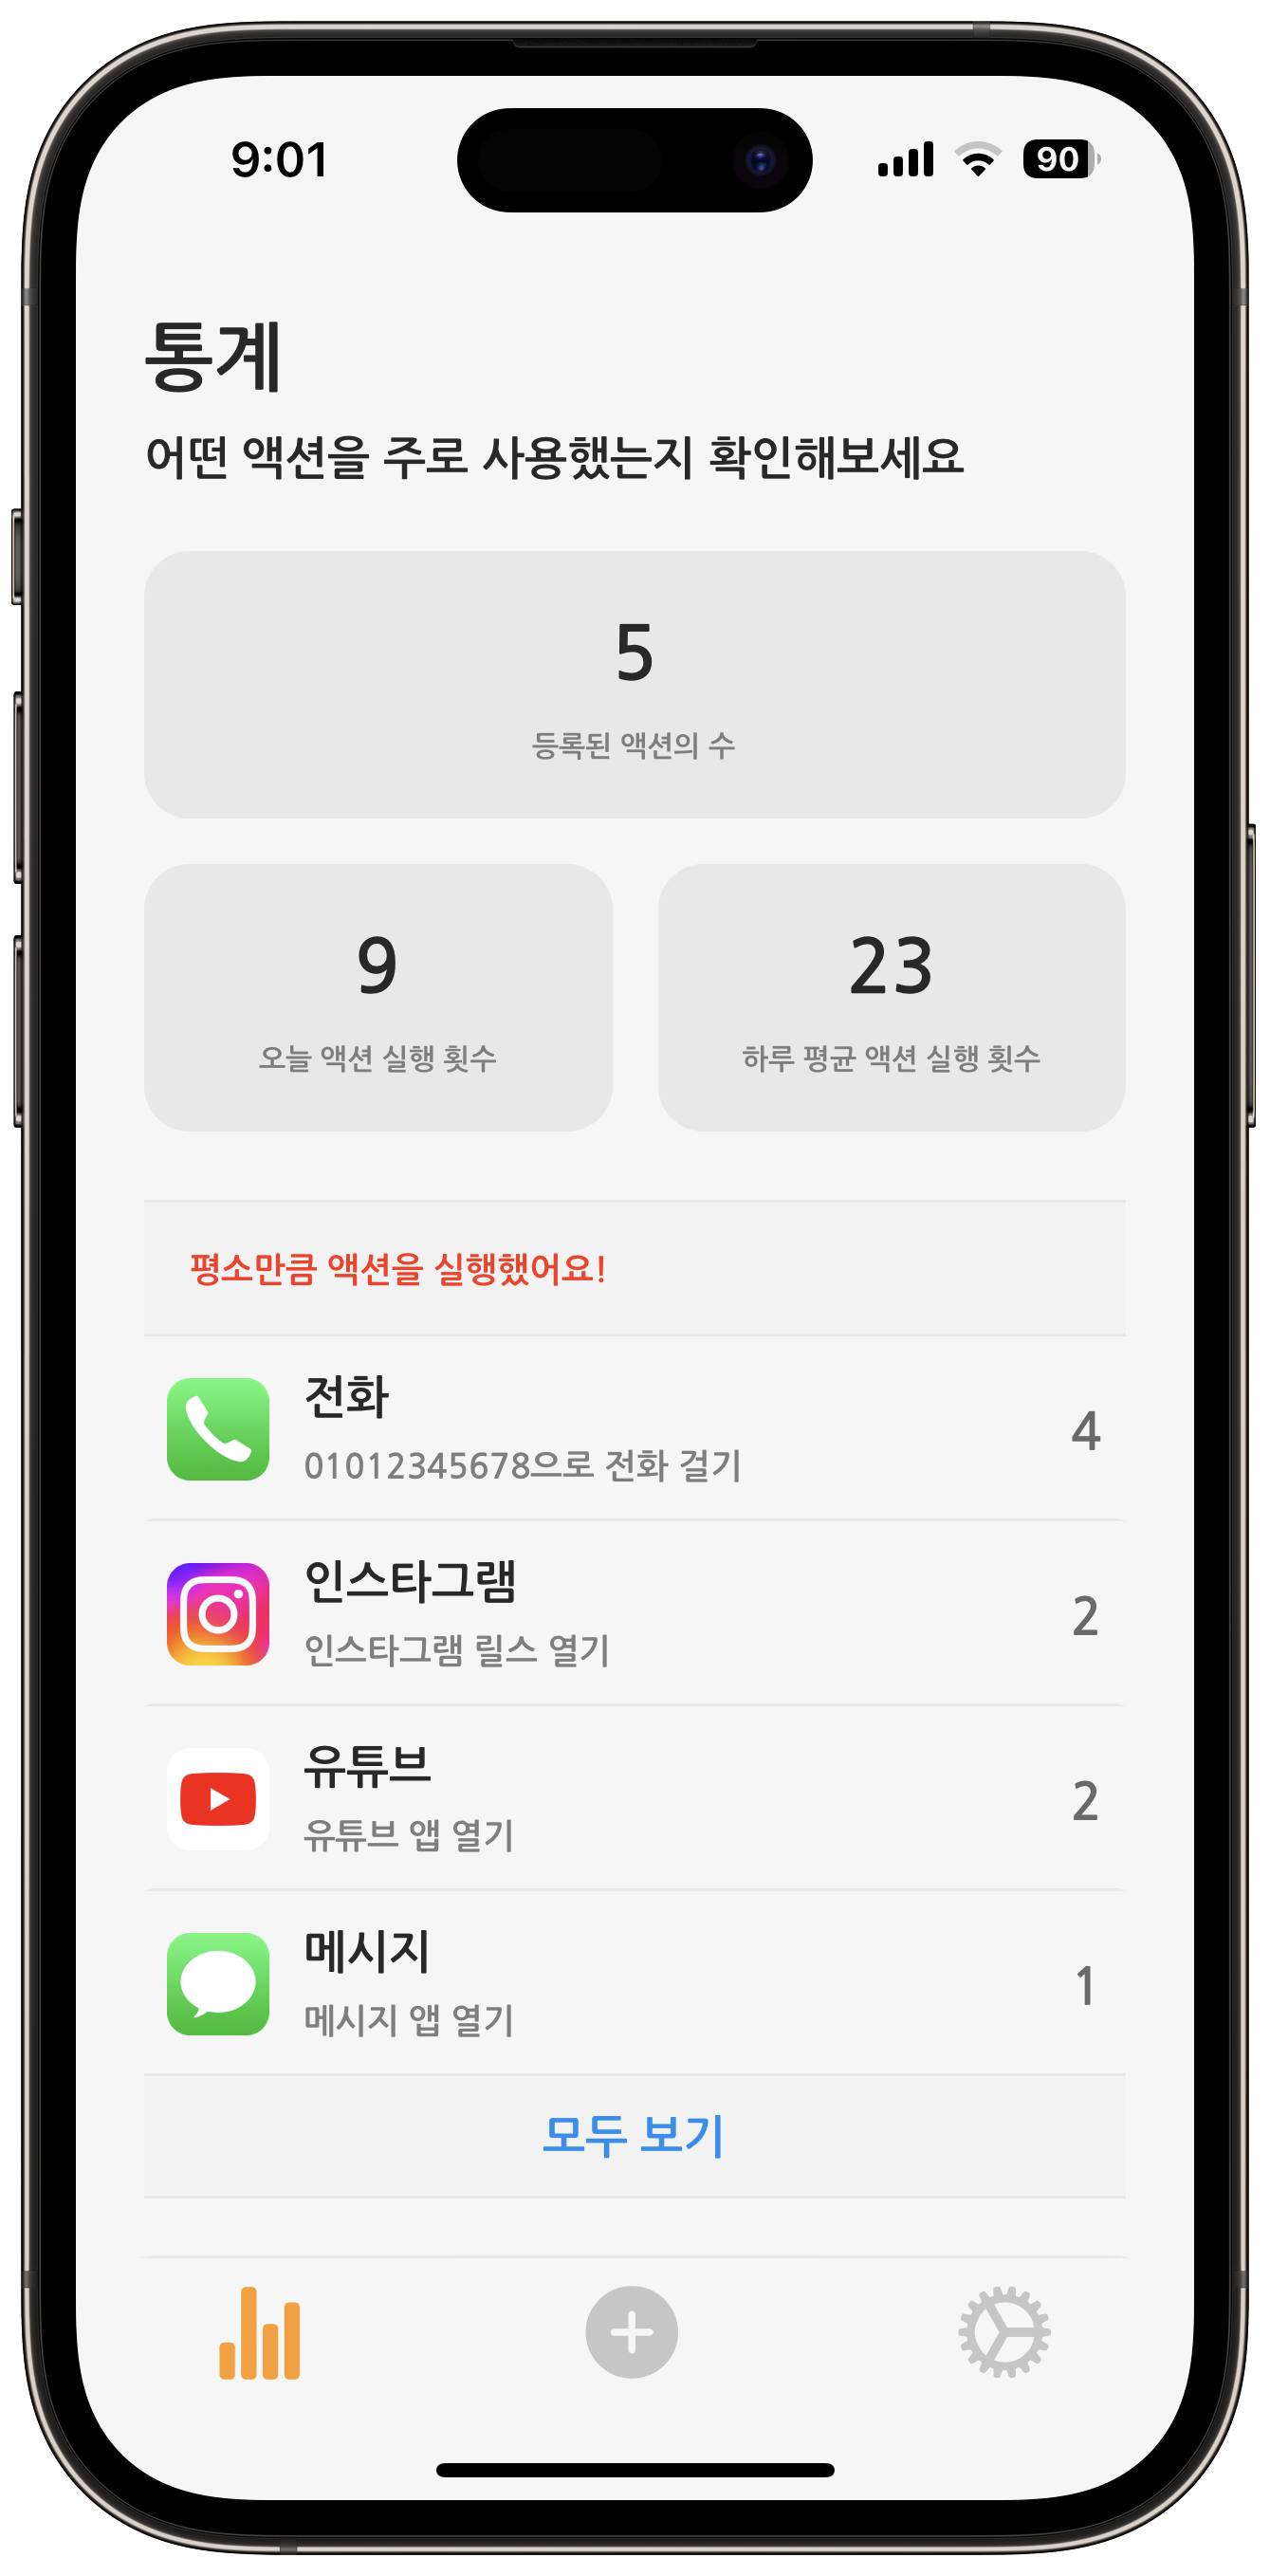 9:01
90
통계
어떤 액션을 주로 사용했는지 확인해보세요
5
등록된 액션의 수
9
오늘 액션 실행 횟수
23
하루 평균 액션 실행 횟수
평소만큼 액션을 실행했어요!
전화
01012345678으로 전화 걸기
4
인스타그램
인스타그램 릴스 열기
2
유튜브
유튜브 앱 열기
2
메시지
메시지 앱 열기
1
모두 보기